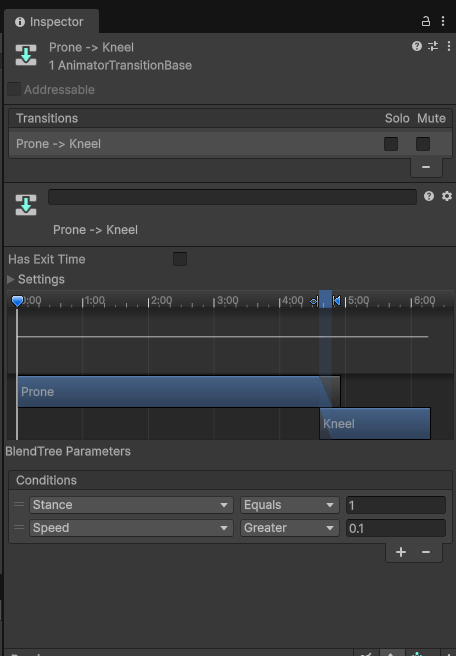 Inspector
Prone -> Kneel
1 AnimatorTransitionBase
Addressable
Transitions Solo Mute
Prone -> Kneel
Prone -> Kneel
Has Exit Time
Settings
0:00 1:00 2:00 3:00 4:00 5:00 6:00
Prone
Kneel
BlendTree Parameters
Conditions
Stance Equals 1
Speed Greater 0.1